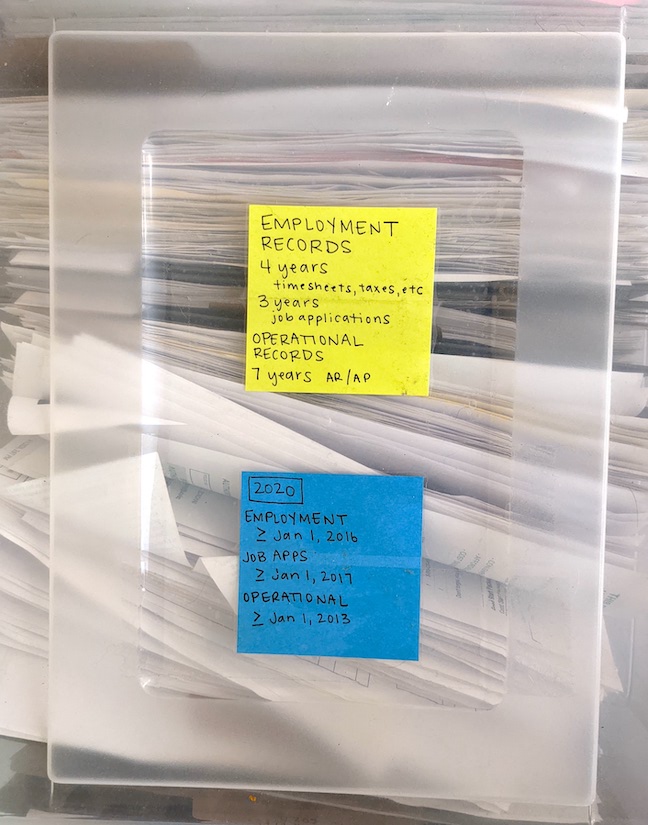 EMPLOYMENT
RECORDS
4 years
timesheets, taxes, etc
3 years
job applications
OPERATIONAL
RECORDS
7 years AR/AP
2020
EMPLOYMENT
≥ Jan 1, 2016
JOB APPS
≥ Jan 1, 2017
OPERATIONAL
≥ Jan 1, 2013